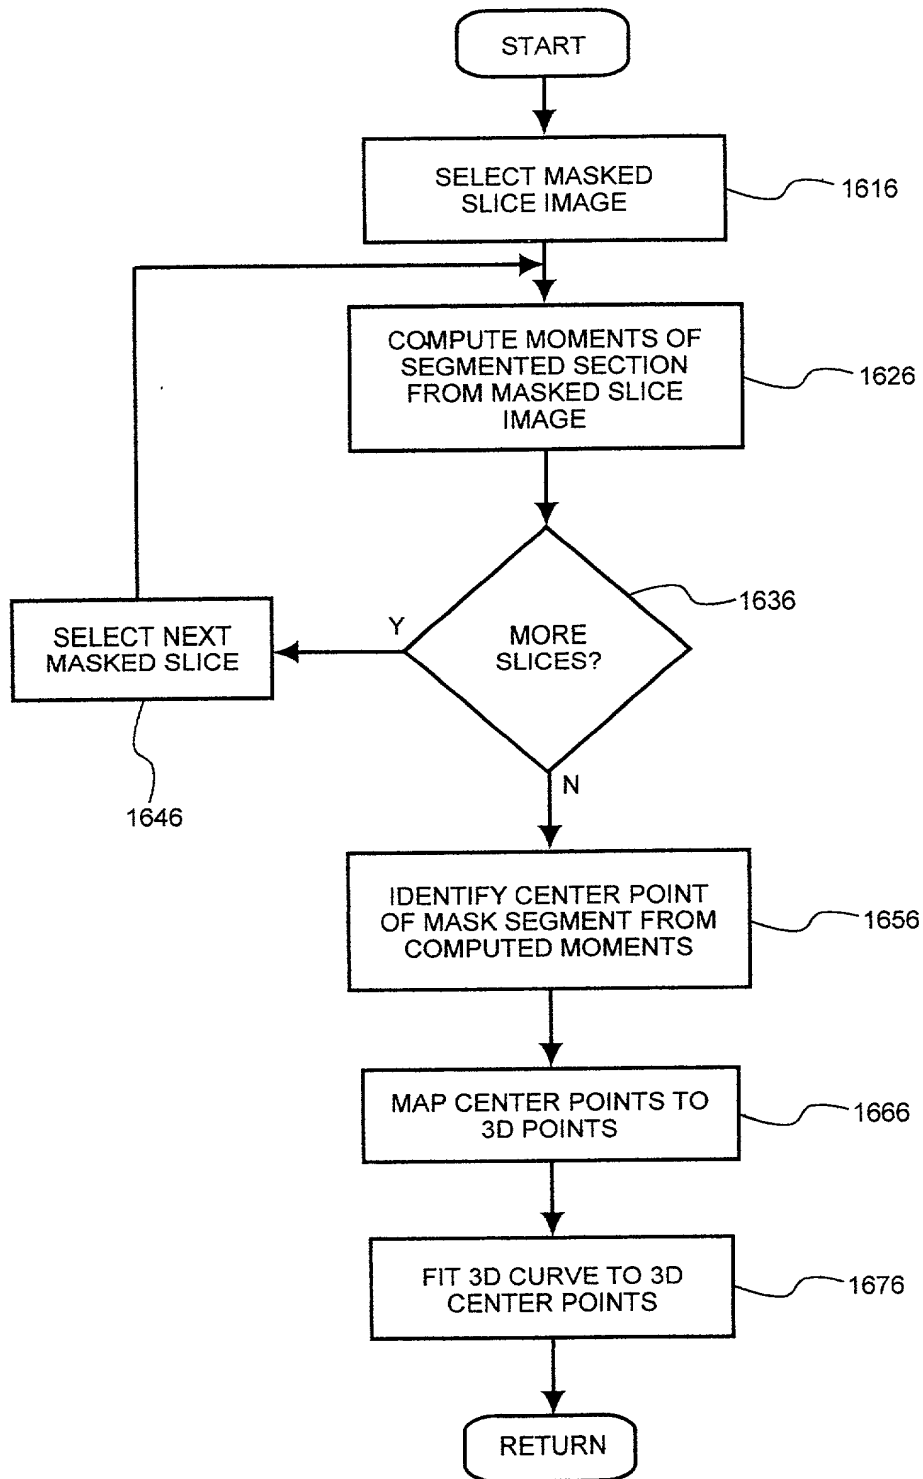 START
SELECT MASKED
SLICE IMAGE
1616
COMPUTE MOMENTS OF
SEGMENTED SECTION
FROM MASKED SLICE
IMAGE
1626
MORE
SLICES?
1636
Y
SELECT NEXT
MASKED SLICE
1646
N
IDENTIFY CENTER POINT
OF MASK SEGMENT FROM
COMPUTED MOMENTS
1656
MAP CENTER POINTS TO
3D POINTS
1666
FIT 3D CURVE TO 3D
CENTER POINTS
1676
RETURN